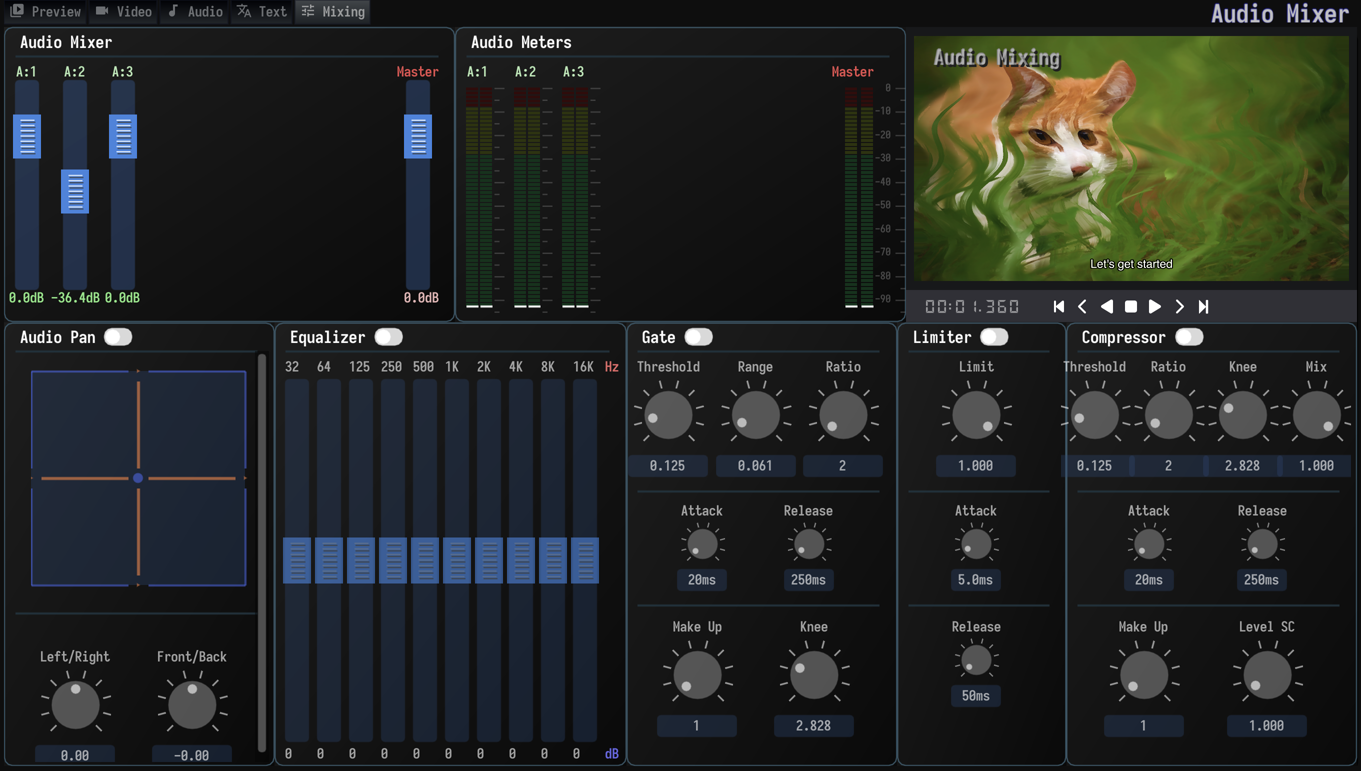 Preview Video Audio Text Mixing
Audio Mixer
Audio Mixer
A:1 A:2 A:3 Master
0.0dB -36.4dB 0.0dB 0.0dB
Audio Meters
A:1 A:2 A:3 Master
0
-10
-20
-30
-40
-50
-60
-70
-80
-90
Audio Mixing
Let's get started
00:01.360
Audio Pan
Left/Right Front/Back
0.00 -0.00
Equalizer
32 64 125 250 500 1K 2K 4K 8K 16K Hz
0 0 0 0 0 0 0 0 0 0 dB
Gate
Threshold Range Ratio
0.125 0.061 2
Attack Release
20ms 250ms
Make Up Knee
1 2.828
Limiter
Limit
1.000
Attack
5.0ms
Release
50ms
Compressor
Threshold Ratio Knee Mix
0.125 2 2.828 1.000
Attack Release
20ms 250ms
Make Up Level SC
1 1.000